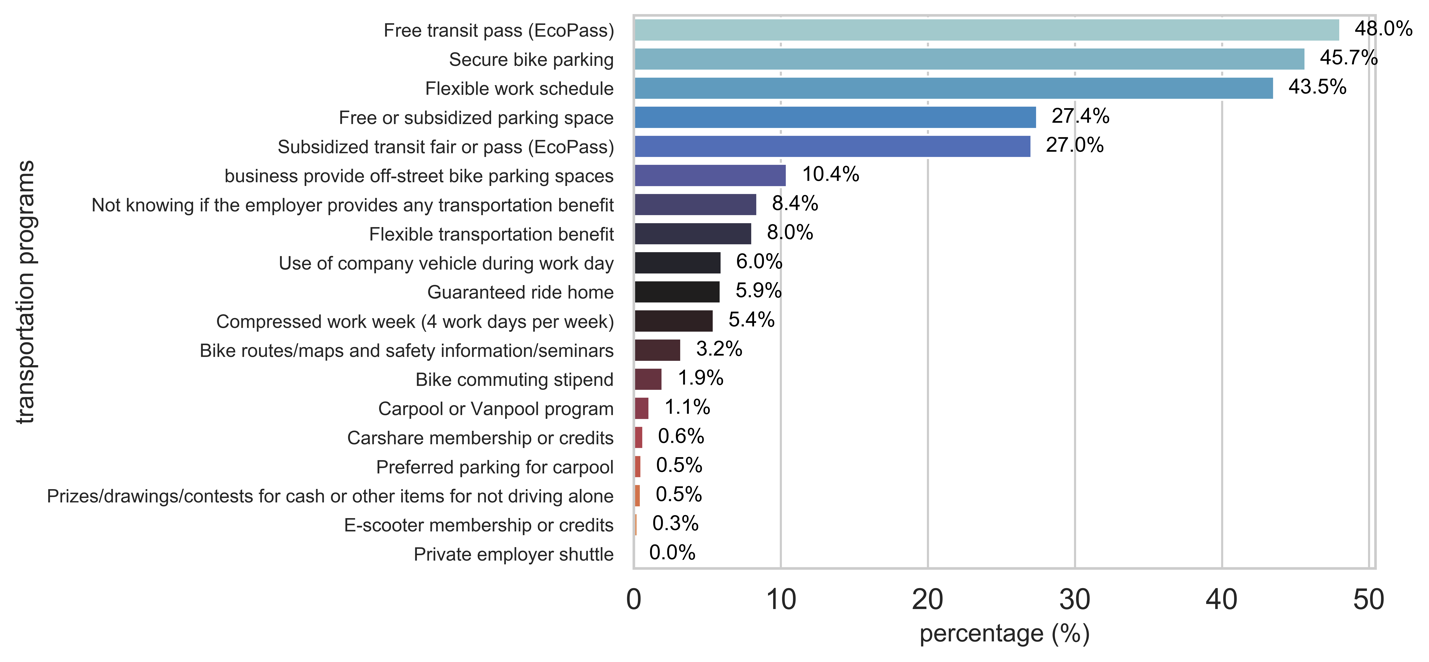 Free transit pass (EcoPass) 48.0%
Secure bike parking 45.7%
Flexible work schedule 43.5%
Free or subsidized parking space 27.4%
Subsidized transit fair or pass (EcoPass) 27.0%
business provide off-street bike parking spaces 10.4%
Not knowing if the employer provides any transportation benefit 8.4%
Flexible transportation benefit 8.0%
Use of company vehicle during work day 6.0%
Guaranteed ride home 5.9%
Compressed work week (4 work days per week) 5.4%
Bike routes/maps and safety information/seminars 3.2%
Bike commuting stipend 1.9%
Carpool or Vanpool program 1.1%
Carshare membership or credits 0.6%
Preferred parking for carpool 0.5%
Prizes/drawings/contests for cash or other items for not driving alone 0.5%
E-scooter membership or credits 0.3%
Private employer shuttle 0.0%
transportation programs
0 10 20 30 40 50
percentage (%)